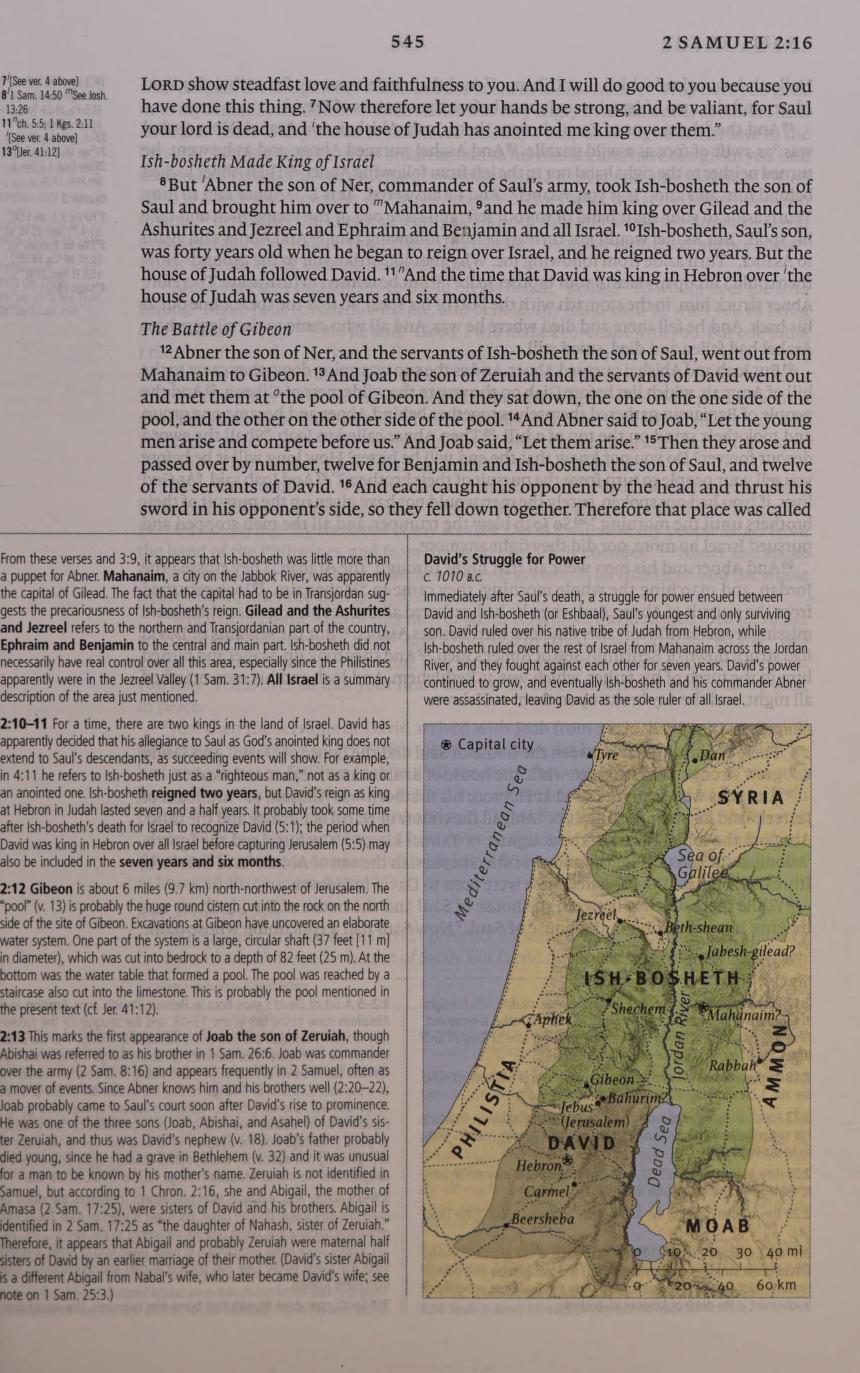 545
2 SAMUEL 2:16
7ʲ[See ver. 4 above]
8ˡ1 Sam. 14:50 ᵐSee Josh.
13:26
11ⁿch. 5:5; 1 Kgs. 2:11
ʲ[See ver. 4 above]
13ᵒ[Jer. 41:12]
LORD show steadfast love and faithfulness to you. And I will do good to you because you
have done this thing. ⁷Now therefore let your hands be strong, and be valiant, for Saul
your lord is dead, and ʲthe house of Judah has anointed me king over them.”
Ish-bosheth Made King of Israel
⁸But ˡAbner the son of Ner, commander of Saul’s army, took Ish-bosheth the son of
Saul and brought him over to ᵐMahanaim, ⁹and he made him king over Gilead and the
Ashurites and Jezreel and Ephraim and Benjamin and all Israel. ¹⁰Ish-bosheth, Saul’s son,
was forty years old when he began to reign over Israel, and he reigned two years. But the
house of Judah followed David. ¹¹ⁿAnd the time that David was king in Hebron over ʲthe
house of Judah was seven years and six months.
The Battle of Gibeon
¹²Abner the son of Ner, and the servants of Ish-bosheth the son of Saul, went out from
Mahanaim to Gibeon. ¹³And Joab the son of Zeruiah and the servants of David went out
and met them at ᵒthe pool of Gibeon. And they sat down, the one on the one side of the
pool, and the other on the other side of the pool. ¹⁴And Abner said to Joab, “Let the young
men arise and compete before us.” And Joab said, “Let them arise.” ¹⁵Then they arose and
passed over by number, twelve for Benjamin and Ish-bosheth the son of Saul, and twelve
of the servants of David. ¹⁶And each caught his opponent by the head and thrust his
sword in his opponent’s side, so they fell down together. Therefore that place was called
From these verses and 3:9, it appears that Ish-bosheth was little more than
a puppet for Abner. Mahanaim, a city on the Jabbok River, was apparently
the capital of Gilead. The fact that the capital had to be in Transjordan sug-
gests the precariousness of Ish-bosheth’s reign. Gilead and the Ashurites
and Jezreel refers to the northern and Transjordanian part of the country,
Ephraim and Benjamin to the central and main part. Ish-bosheth did not
necessarily have real control over all this area, especially since the Philistines
apparently were in the Jezreel Valley (1 Sam. 31:7). All Israel is a summary
description of the area just mentioned.
2:10–11 For a time, there are two kings in the land of Israel. David has
apparently decided that his allegiance to Saul as God’s anointed king does not
extend to Saul’s descendants, as succeeding events will show. For example,
in 4:11 he refers to Ish-bosheth just as a “righteous man,” not as a king or
an anointed one. Ish-bosheth reigned two years, but David’s reign as king
at Hebron in Judah lasted seven and a half years. It probably took some time
after Ish-bosheth’s death for Israel to recognize David (5:1); the period when
David was king in Hebron over all Israel before capturing Jerusalem (5:5) may
also be included in the seven years and six months.
2:12 Gibeon is about 6 miles (9.7 km) north-northwest of Jerusalem. The
“pool” (v. 13) is probably the huge round cistern cut into the rock on the north
side of the site of Gibeon. Excavations at Gibeon have uncovered an elaborate
water system. One part of the system is a large, circular shaft (37 feet [11 m]
in diameter), which was cut into bedrock to a depth of 82 feet (25 m). At the
bottom was the water table that formed a pool. The pool was reached by a
staircase also cut into the limestone. This is probably the pool mentioned in
the present text (cf. Jer. 41:12).
2:13 This marks the first appearance of Joab the son of Zeruiah, though
Abishai was referred to as his brother in 1 Sam. 26:6. Joab was commander
over the army (2 Sam. 8:16) and appears frequently in 2 Samuel, often as
a mover of events. Since Abner knows him and his brothers well (2:20–22),
Joab probably came to Saul’s court soon after David’s rise to prominence.
He was one of the three sons (Joab, Abishai, and Asahel) of David’s sis-
ter Zeruiah, and thus was David’s nephew (v. 18). Joab’s father probably
died young, since he had a grave in Bethlehem (v. 32) and it was unusual
for a man to be known by his mother’s name. Zeruiah is not identified in
Samuel, but according to 1 Chron. 2:16, she and Abigail, the mother of
Amasa (2 Sam. 17:25), were sisters of David and his brothers. Abigail is
identified in 2 Sam. 17:25 as “the daughter of Nahash, sister of Zeruiah.”
Therefore, it appears that Abigail and probably Zeruiah were maternal half
sisters of David by an earlier marriage of their mother. (David’s sister Abigail
is a different Abigail from Nabal’s wife, who later became David’s wife; see
note on 1 Sam. 25:3.)
David’s Struggle for Power
c. 1010 B.C.
Immediately after Saul’s death, a struggle for power ensued between
David and Ish-bosheth (or Eshbaal), Saul’s youngest and only surviving
son. David ruled over his native tribe of Judah from Hebron, while
Ish-bosheth ruled over the rest of Israel from Mahanaim across the Jordan
River, and they fought against each other for seven years. David’s power
continued to grow, and eventually Ish-bosheth and his commander Abner
were assassinated, leaving David as the sole ruler of all Israel.
Capital city
Tyre
Dan
Mediterranean Sea
SYRIA
Sea of
Galilee
Jezreel
Beth-shean
Jabesh-gilead?
ISH-BOSHETH
Shechem
Mahanaim?
Aphek
Jordan River
Rabbah
AMMON
PHILISTIA
Gibeon
Bahurim?
Jebus
(Jerusalem)
DAVID
Hebron
Dead Sea
Carmel
Beersheba
MOAB
0 10 20 30 40 mi
0 20 40 60 km